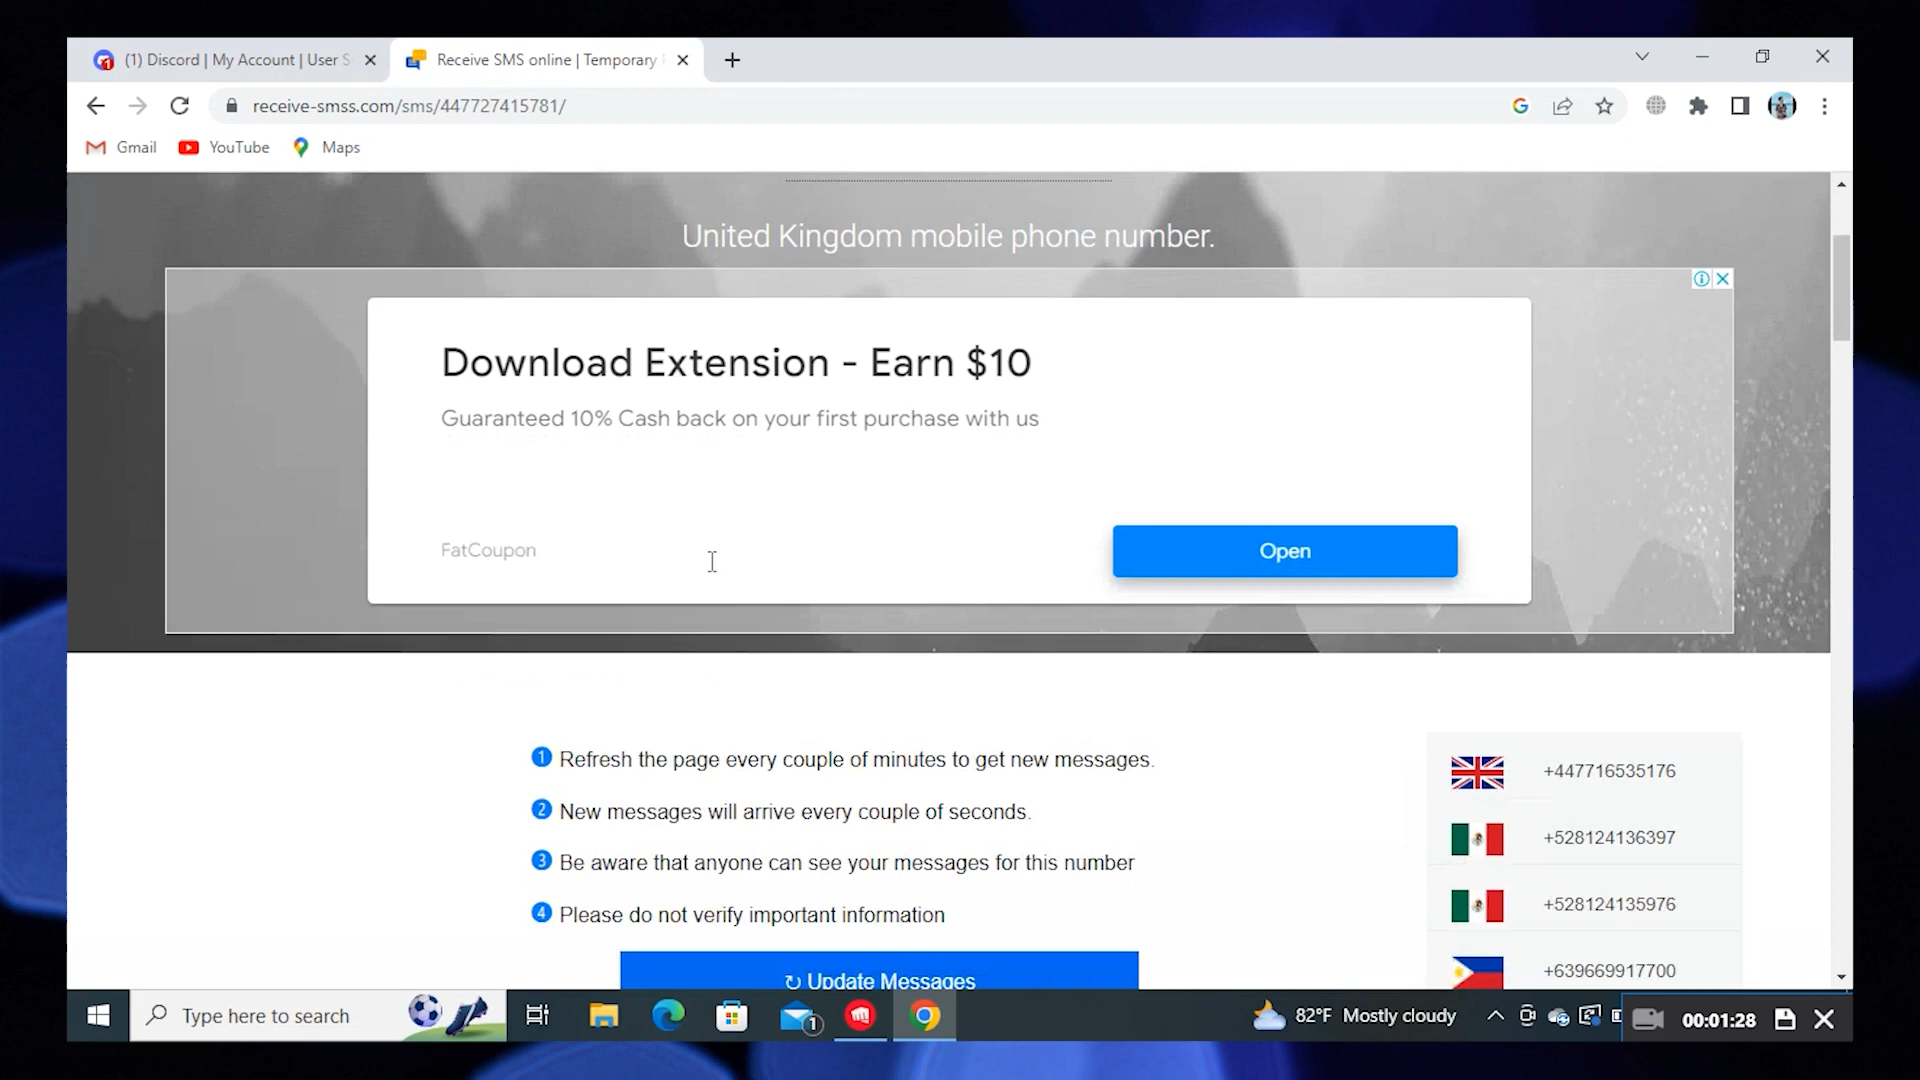 (1) Discord | My Account | User S
Receive SMS online | Temporary
receive-smss.com/sms/447727415781/
Gmail
YouTube
Maps
United Kingdom mobile phone number.
Download Extension - Earn $10
Guaranteed 10% Cash back on your first purchase with us
FatCoupon
Open
1 Refresh the page every couple of minutes to get new messages.
2 New messages will arrive every couple of seconds.
3 Be aware that anyone can see your messages for this number
4 Please do not verify important information
↻ Update Messages
+447716535176
+528124136397
+528124135976
+639669917700
Type here to search
1
82°F Mostly cloudy
00:01:28